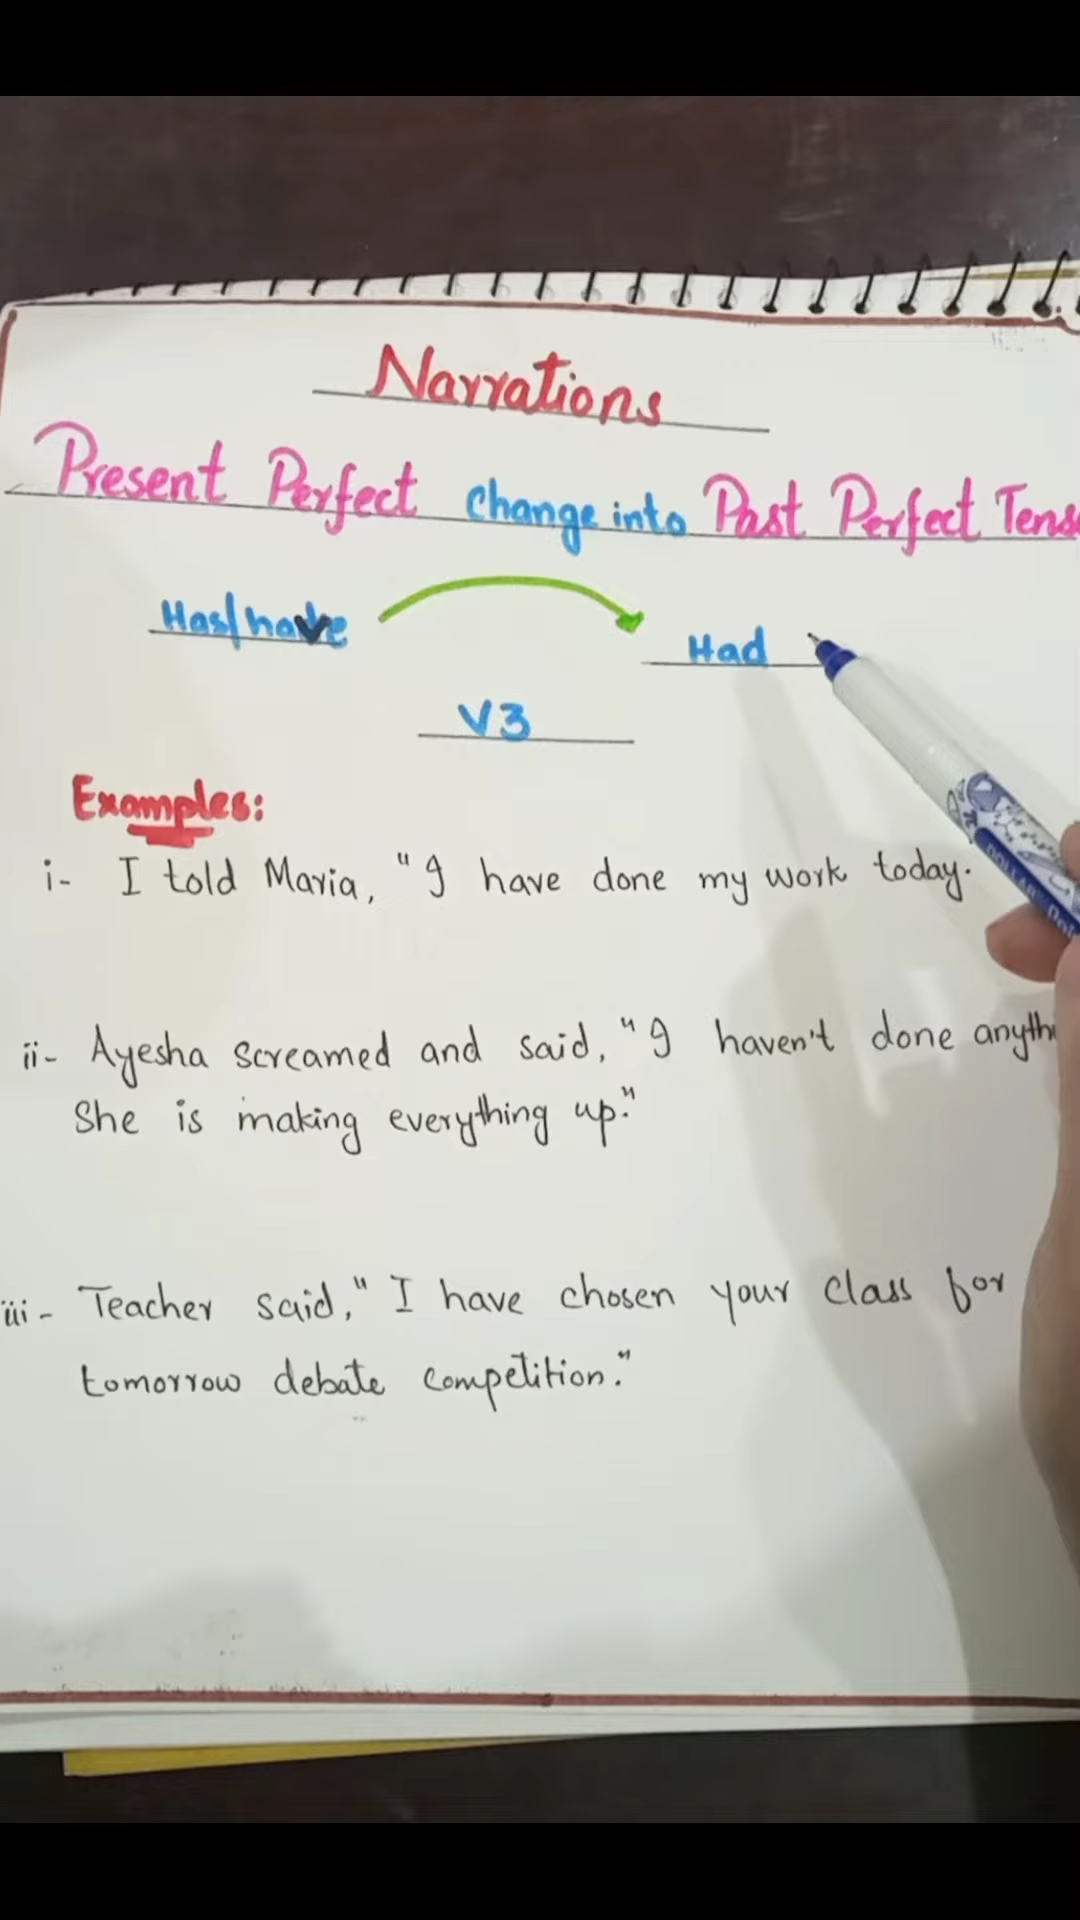 Narrations
Present Perfect change into Past Perfect
Has/have
Had
V3
Examples:
i- I told Maria, "I have done my work today.
ii- Ayesha screamed and said, "I haven't done
She is making everything up."
iii- Teacher said, "I have chosen your class for
tomorrow debate competition."